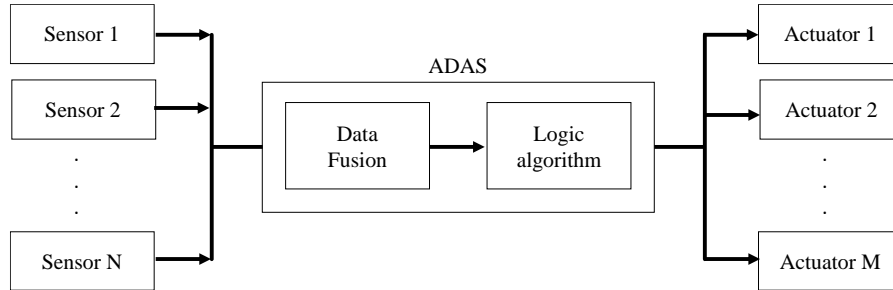 Sensor 1
Actuator 1
ADAS
Sensor 2
Data
Fusion
Logic
algorithm
Actuator 2
.
.
.
.
.
.
Sensor N
Actuator M